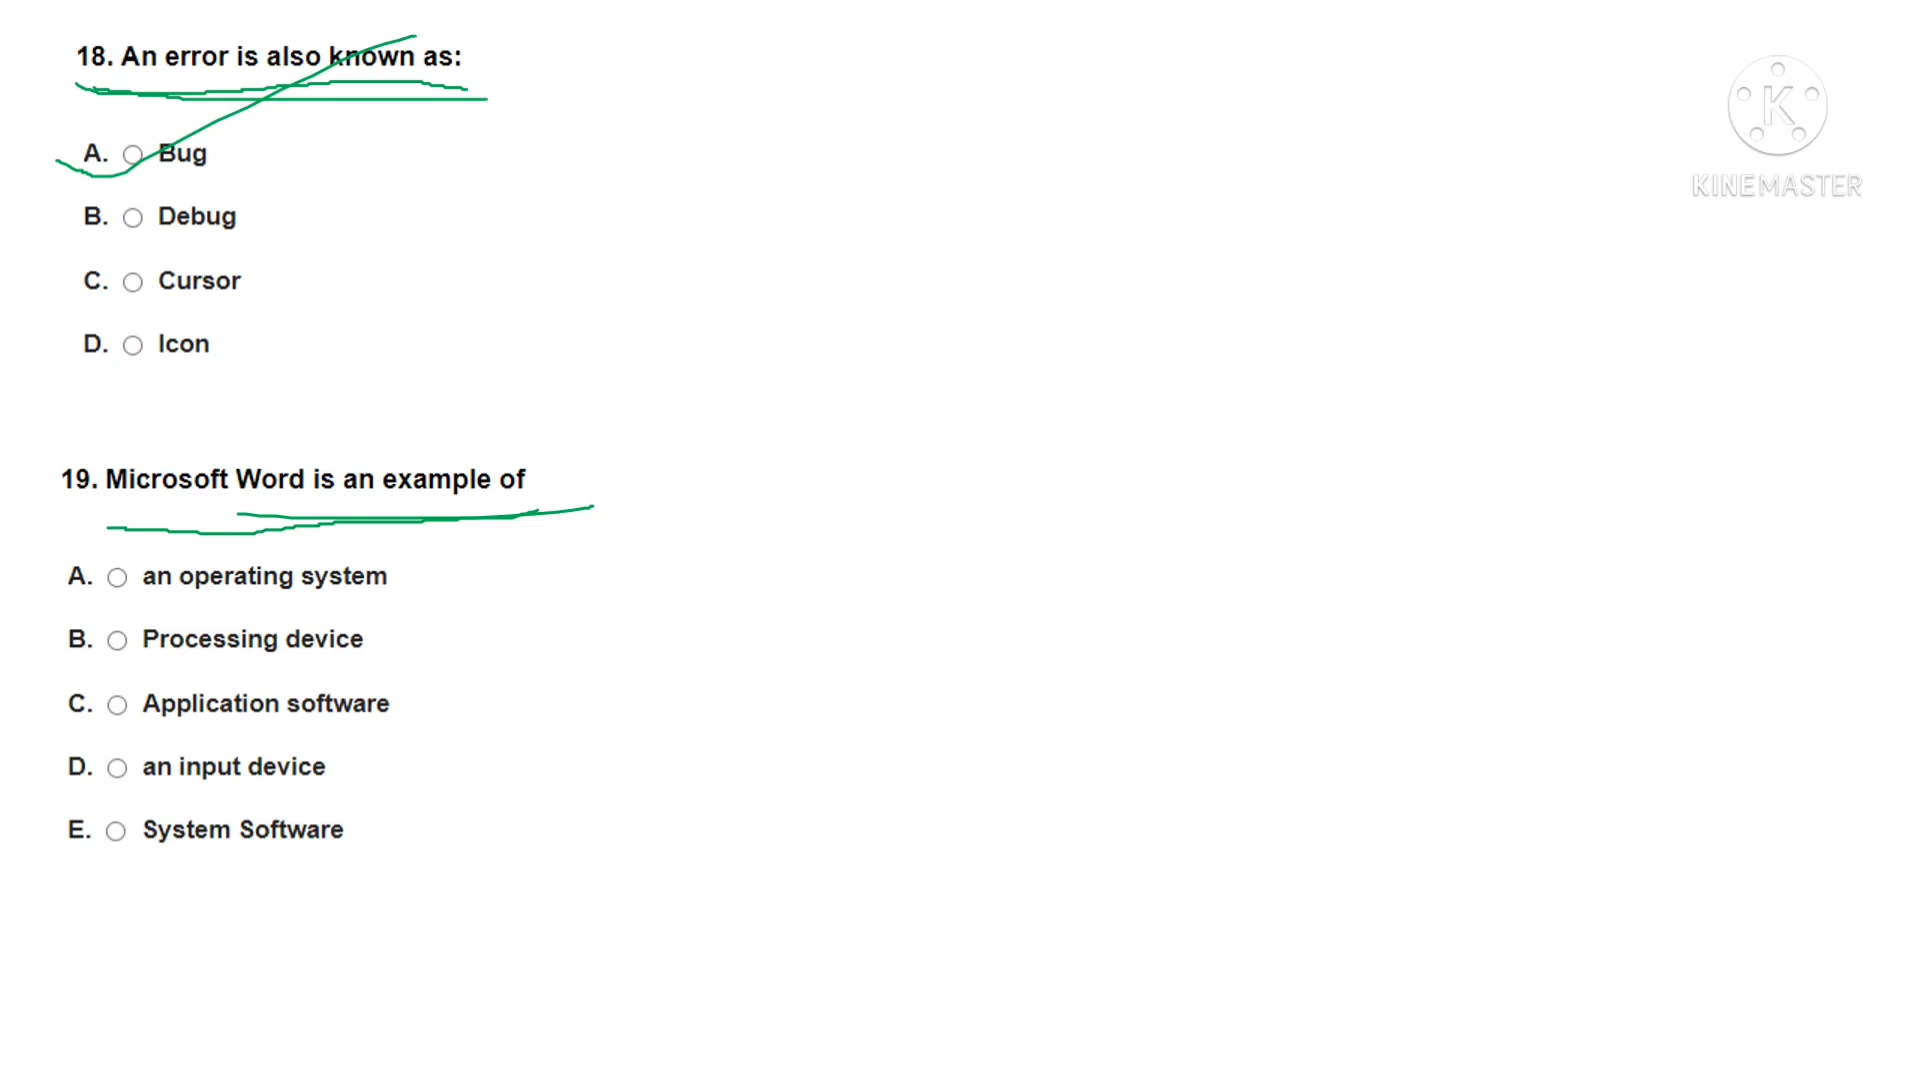 18. An error is also known as:
A. Bug
B. Debug
C. Cursor
D. Icon
K
KINEMASTER
19. Microsoft Word is an example of
A. an operating system
B. Processing device
C. Application software
D. an input device
E. System Software